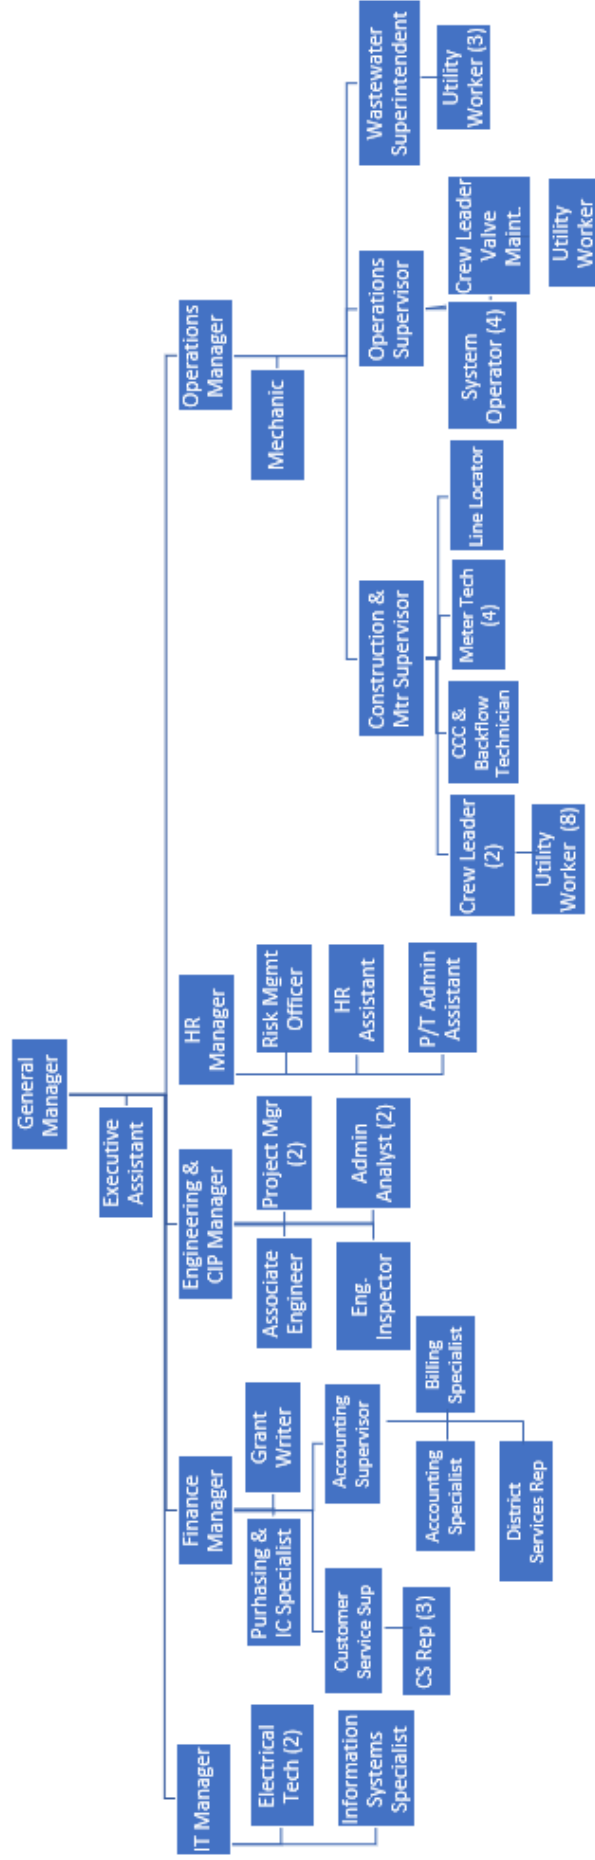 General
Manager
Executive
Assistant
IT Manager
Electrical
Tech (2)
Information
Systems
Specialist
Finance
Manager
Purhasing &
IC Specialist
Grant
Writer
Customer
Service Sup
CS Rep (3)
Accounting
Supervisor
Accounting
Specialist
Billing
Specialist
District
Services Rep
Engineering &
CIP Manager
Associate
Engineer
Project Mgr
(2)
Eng.
Inspector
Admin
Analyst (2)
HR
Manager
Risk Mgmt
Officer
HR
Assistant
P/T Admin
Assistant
Operations
Manager
Mechanic
Construction &
Mtr Supervisor
Crew Leader
(2)
Utility
Worker (8)
CCC &
Backflow
Technician
Meter Tech
(4)
Line Locator
Operations
Supervisor
System
Operator (4)
Crew Leader
Valve
Maint.
Utility
Worker
Wastewater
Superintendent
Utility
Worker (3)